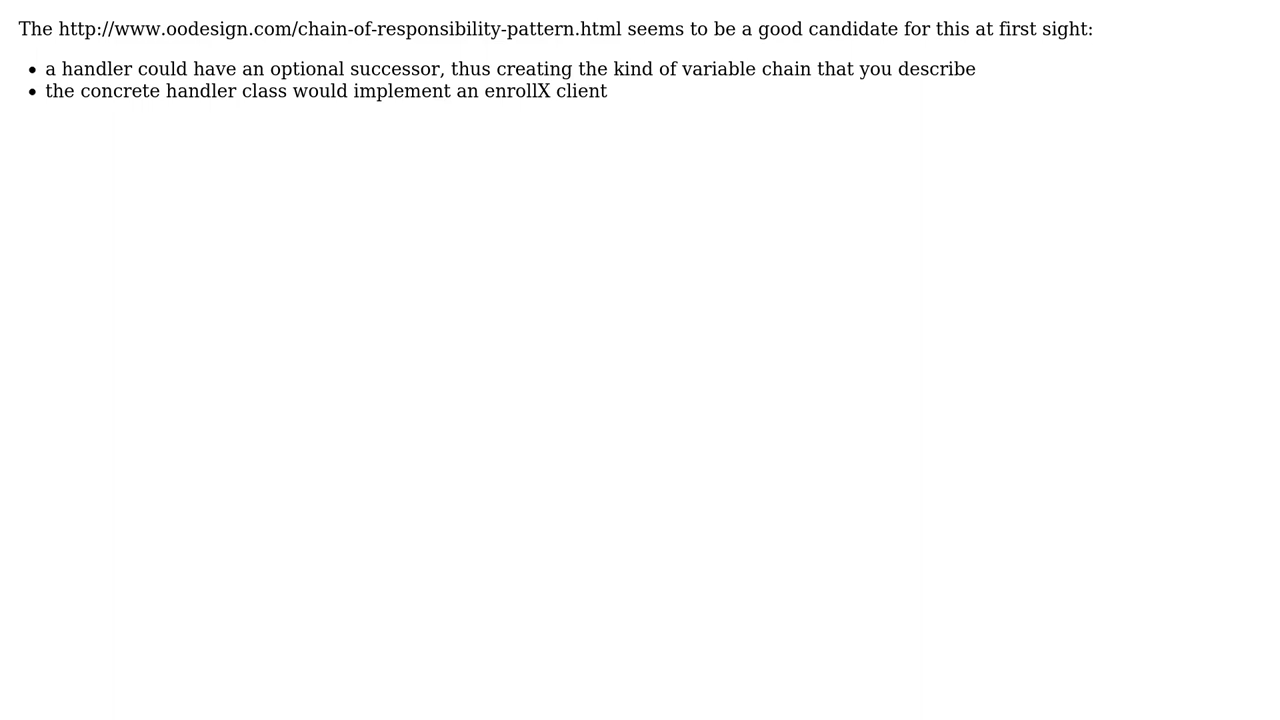 The http://www.oodesign.com/chain-of-responsibility-pattern.html seems to be a good candidate for this at first sight:
• a handler could have an optional successor, thus creating the kind of variable chain that you describe
• the concrete handler class would implement an enrollX client